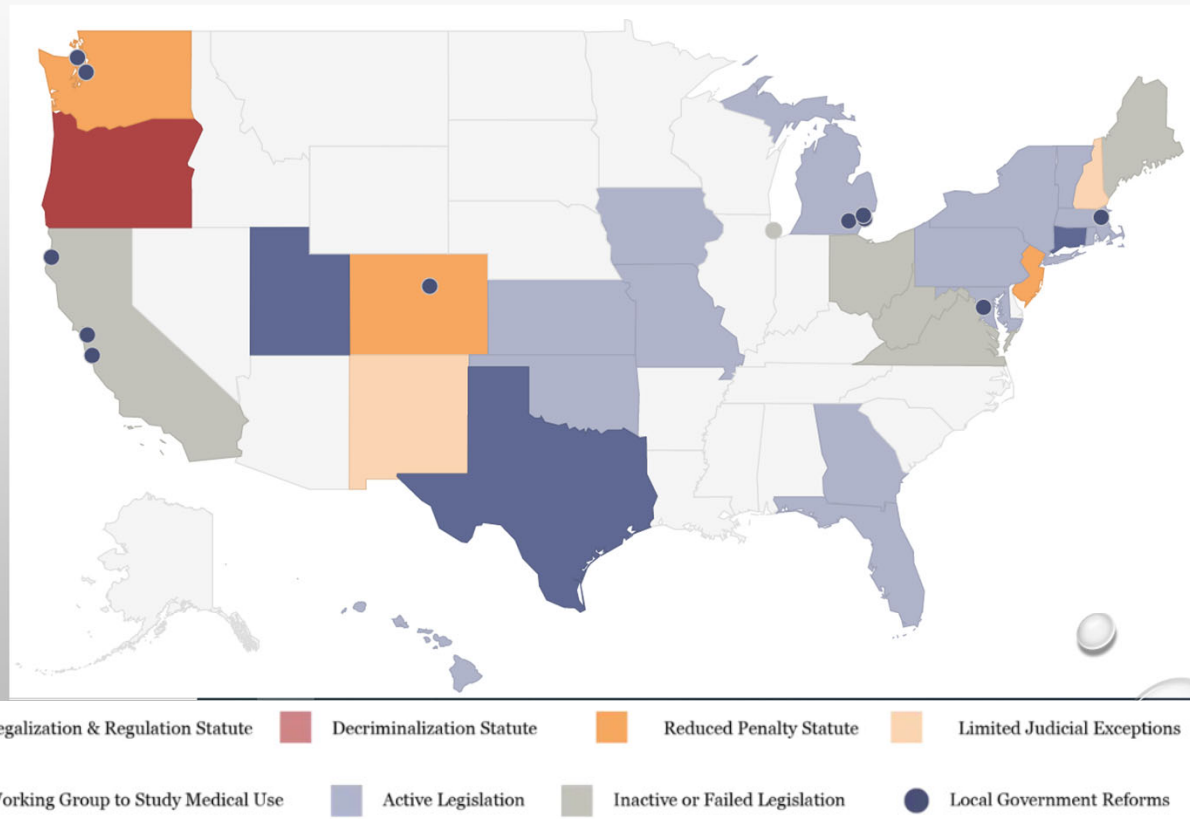 egalization & Regulation Statute Decriminalization Statute Reduced Penalty Statute Limited Judicial Exceptions
orking Group to Study Medical Use Active Legislation Inactive or Failed Legislation Local Government Reforms